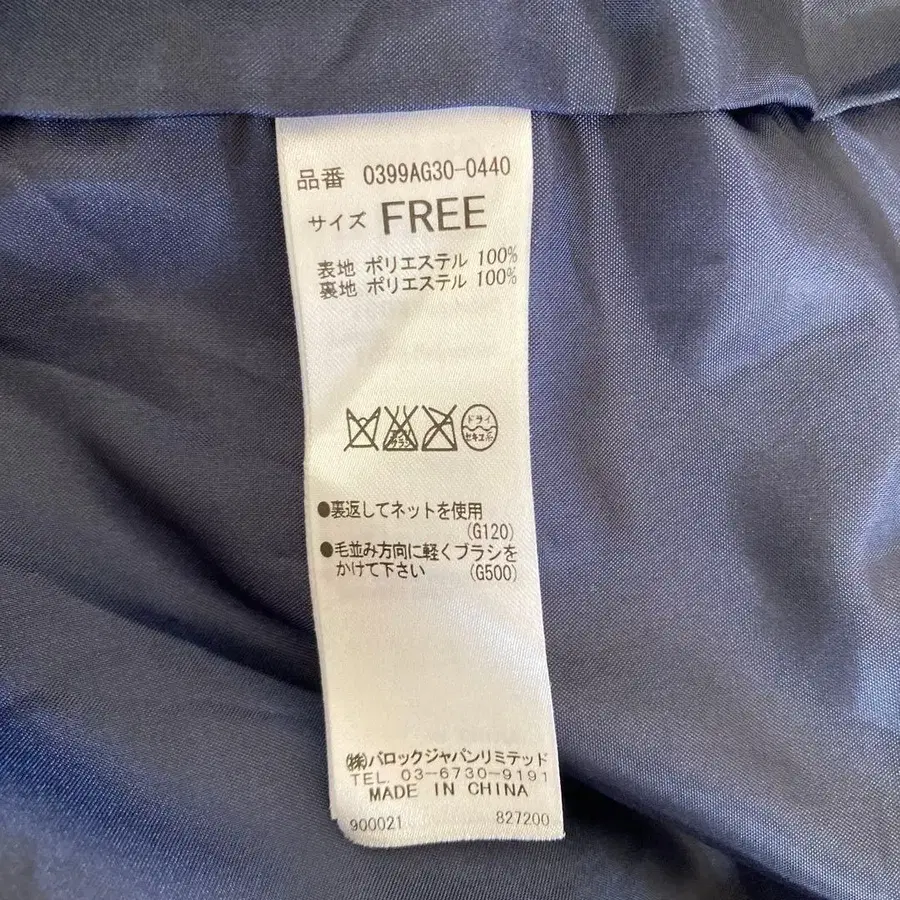 品番 0399AG30-0440
サイズ FREE
表地 ポリエステル 100%
裏地 ポリエステル 100%
ドライ
セキユ系
●裏返してネットを使用
(G120)
●毛並み方向に軽くブラシを
かけて下さい (G500)
(株)バロックジャパンリミテッド
TEL. 03-6730-9191
MADE IN CHINA
900021 827200